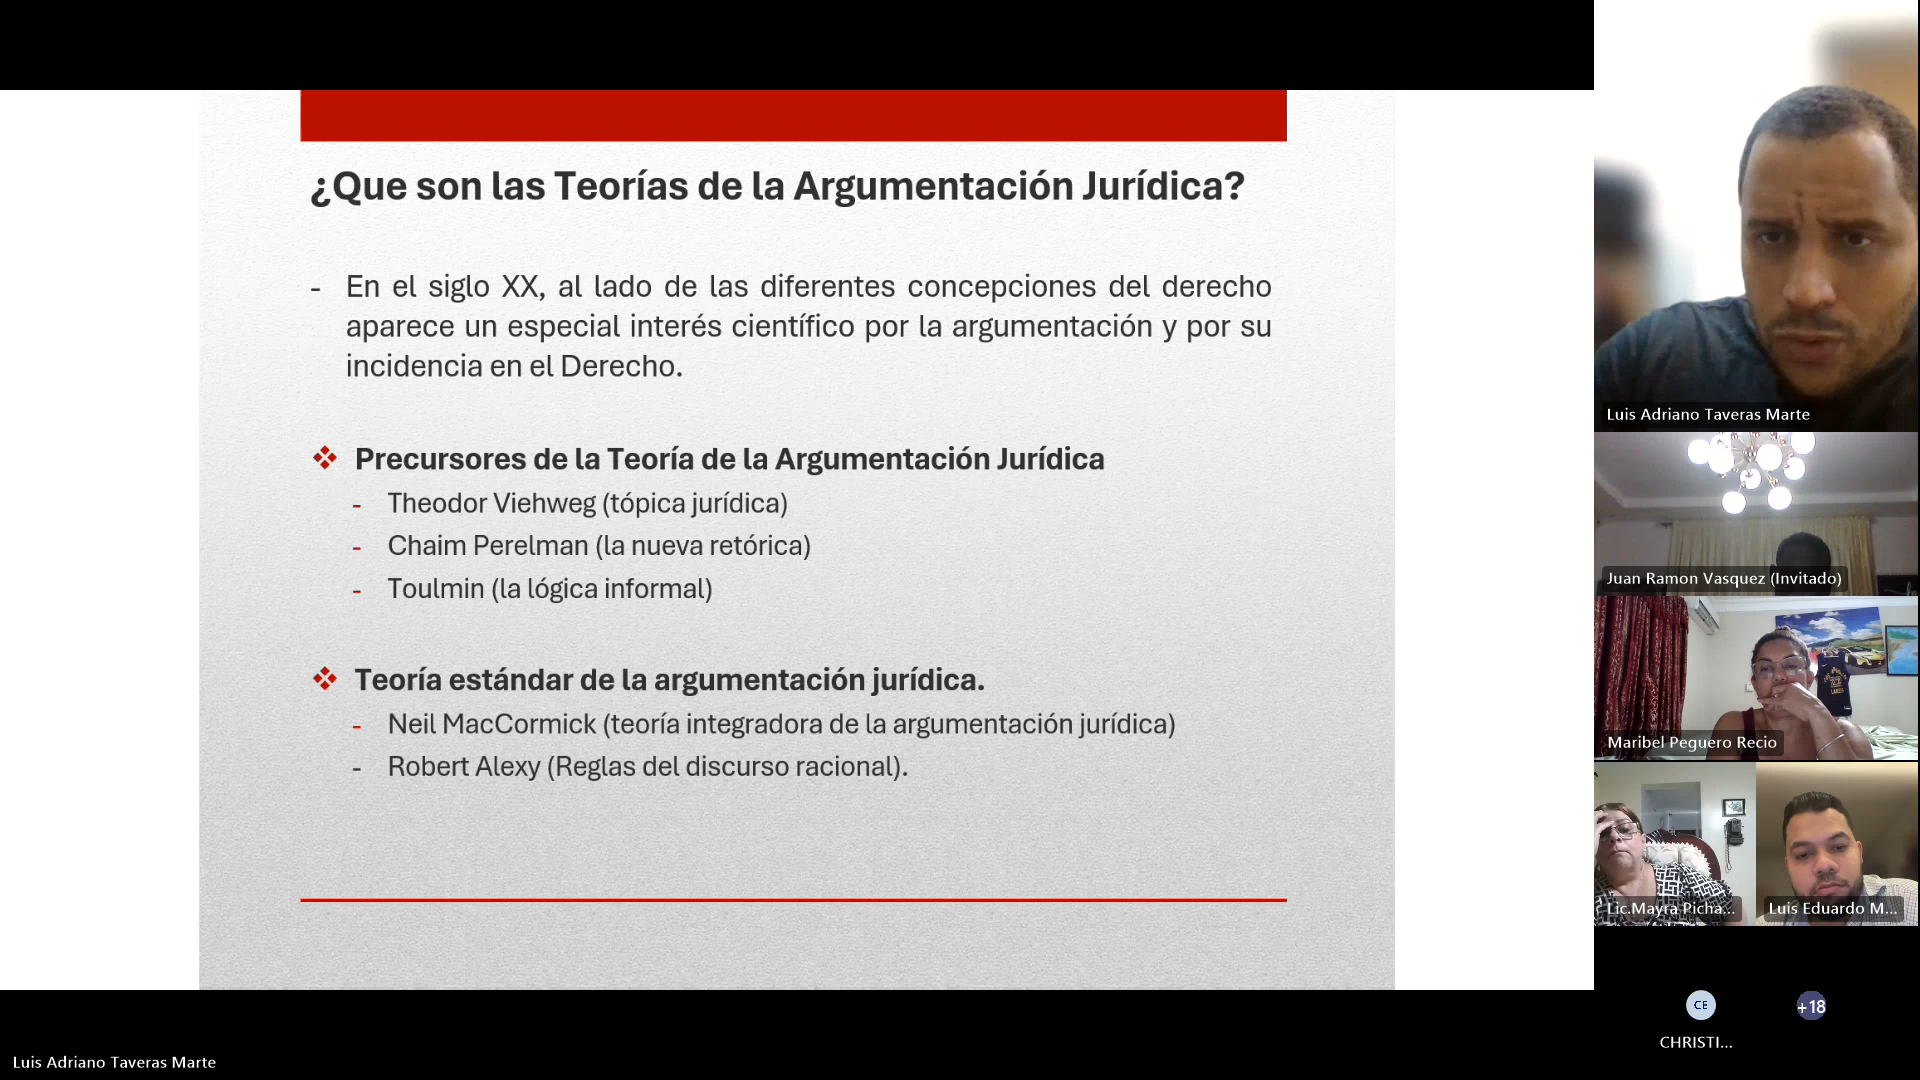 ¿Que son las Teorías de la Argumentación Jurídica?
- En el siglo XX, al lado de las diferentes concepciones del derecho
aparece un especial interés científico por la argumentación y por su
incidencia en el Derecho.
❖ Precursores de la Teoría de la Argumentación Jurídica
- Theodor Viehweg (tópica jurídica)
- Chaim Perelman (la nueva retórica)
- Toulmin (la lógica informal)
❖ Teoría estándar de la argumentación jurídica.
- Neil MacCormick (teoría integradora de la argumentación jurídica)
- Robert Alexy (Reglas del discurso racional).
Luis Adriano Taveras Marte
Juan Ramon Vasquez (Invitado)
Maribel Peguero Recio
Lic.Mayra Picha...
Luis Eduardo M...
CE
+18
CHRISTI...
Luis Adriano Taveras Marte